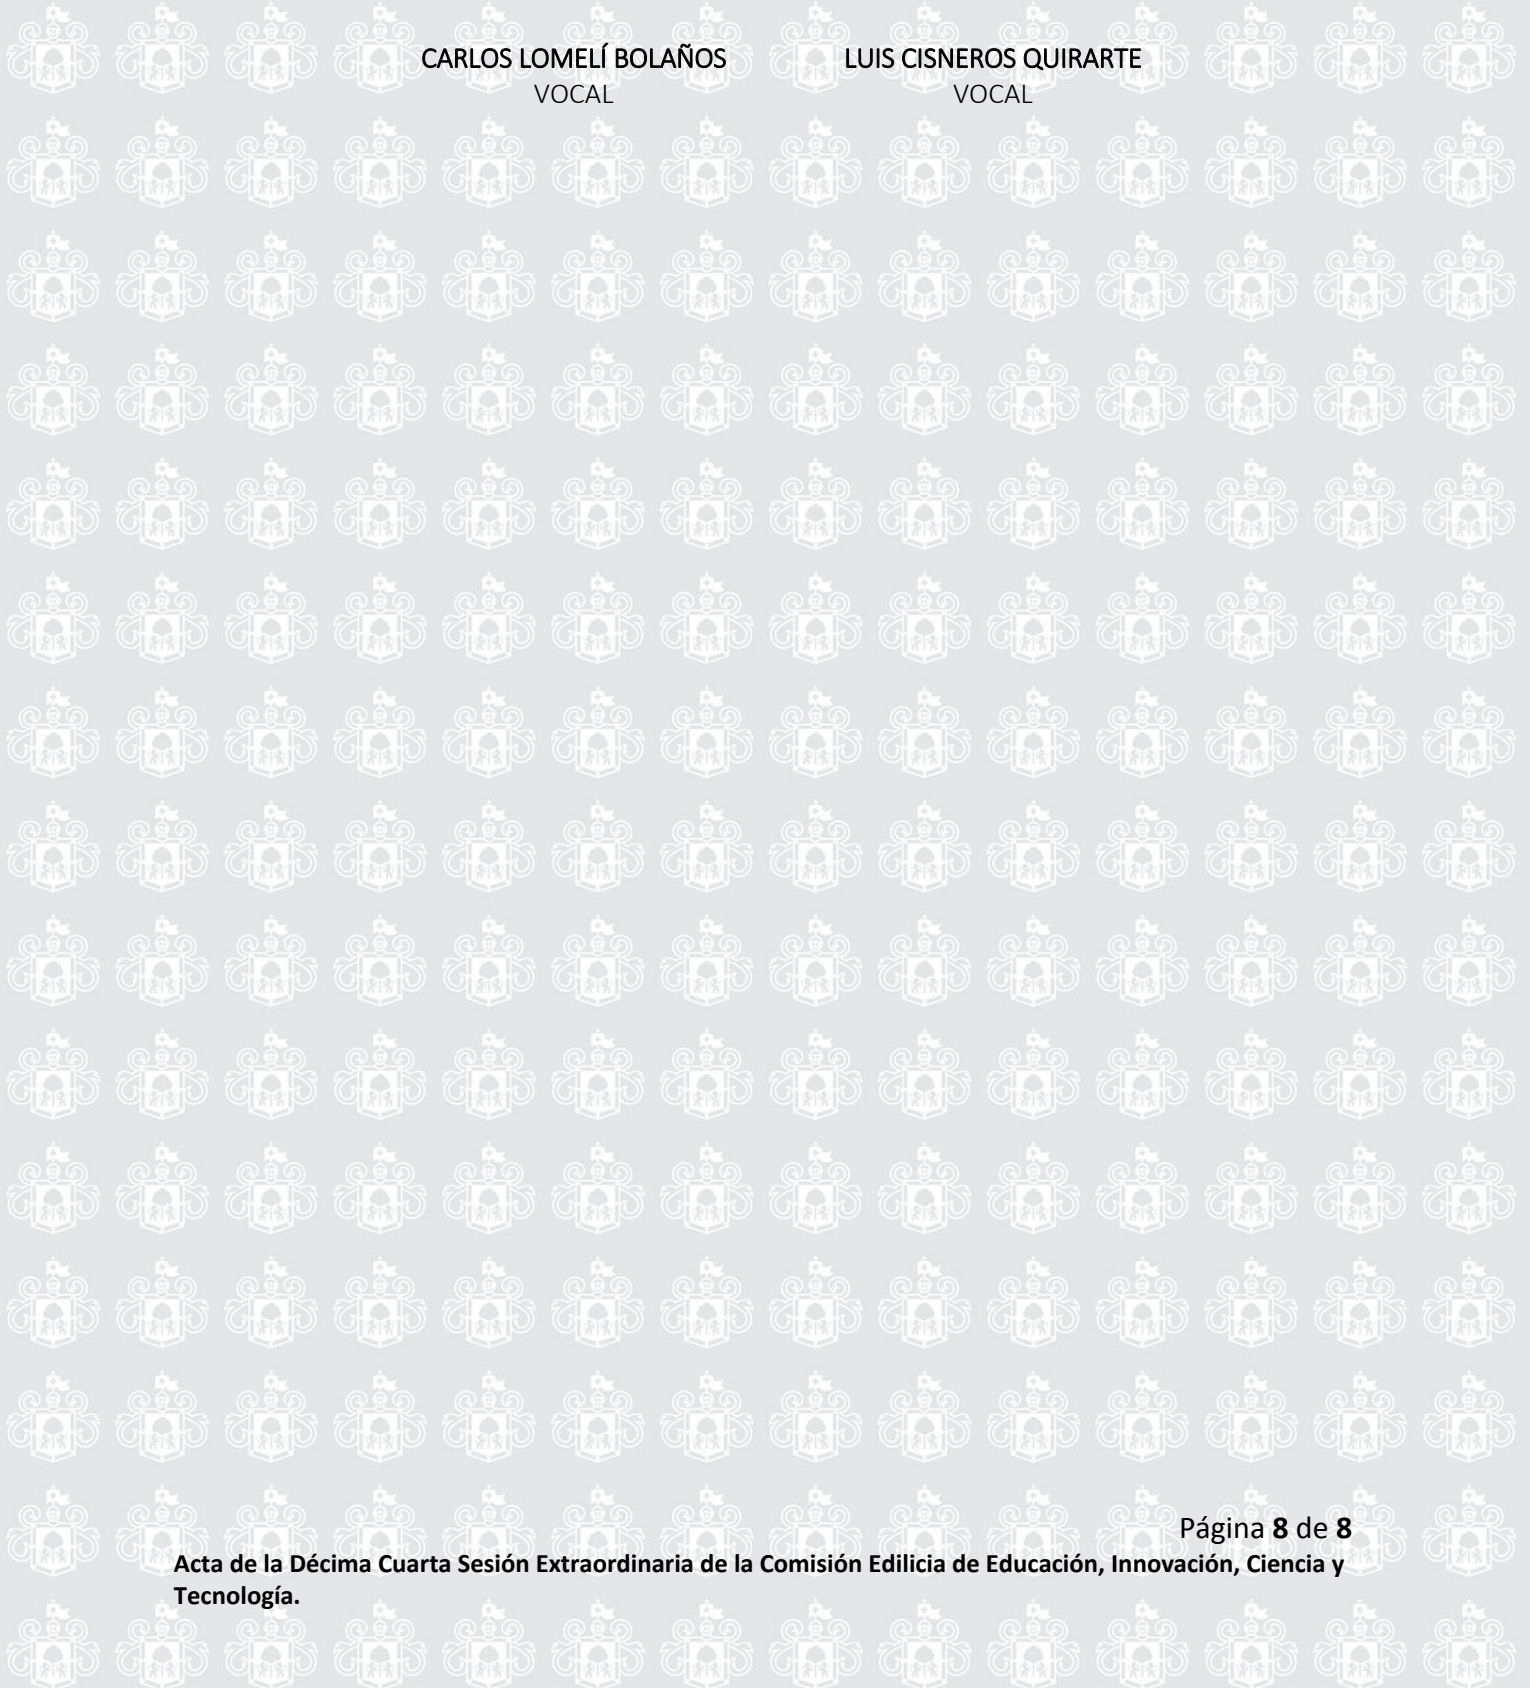 CARLOS LOMELÍ BOLAÑOS LUIS CISNEROS QUIRARTE
VOCAL VOCAL
Página 8 de 8
Acta de la Décima Cuarta Sesión Extraordinaria de la Comisión Edilicia de Educación, Innovación, Ciencia y
Tecnología.